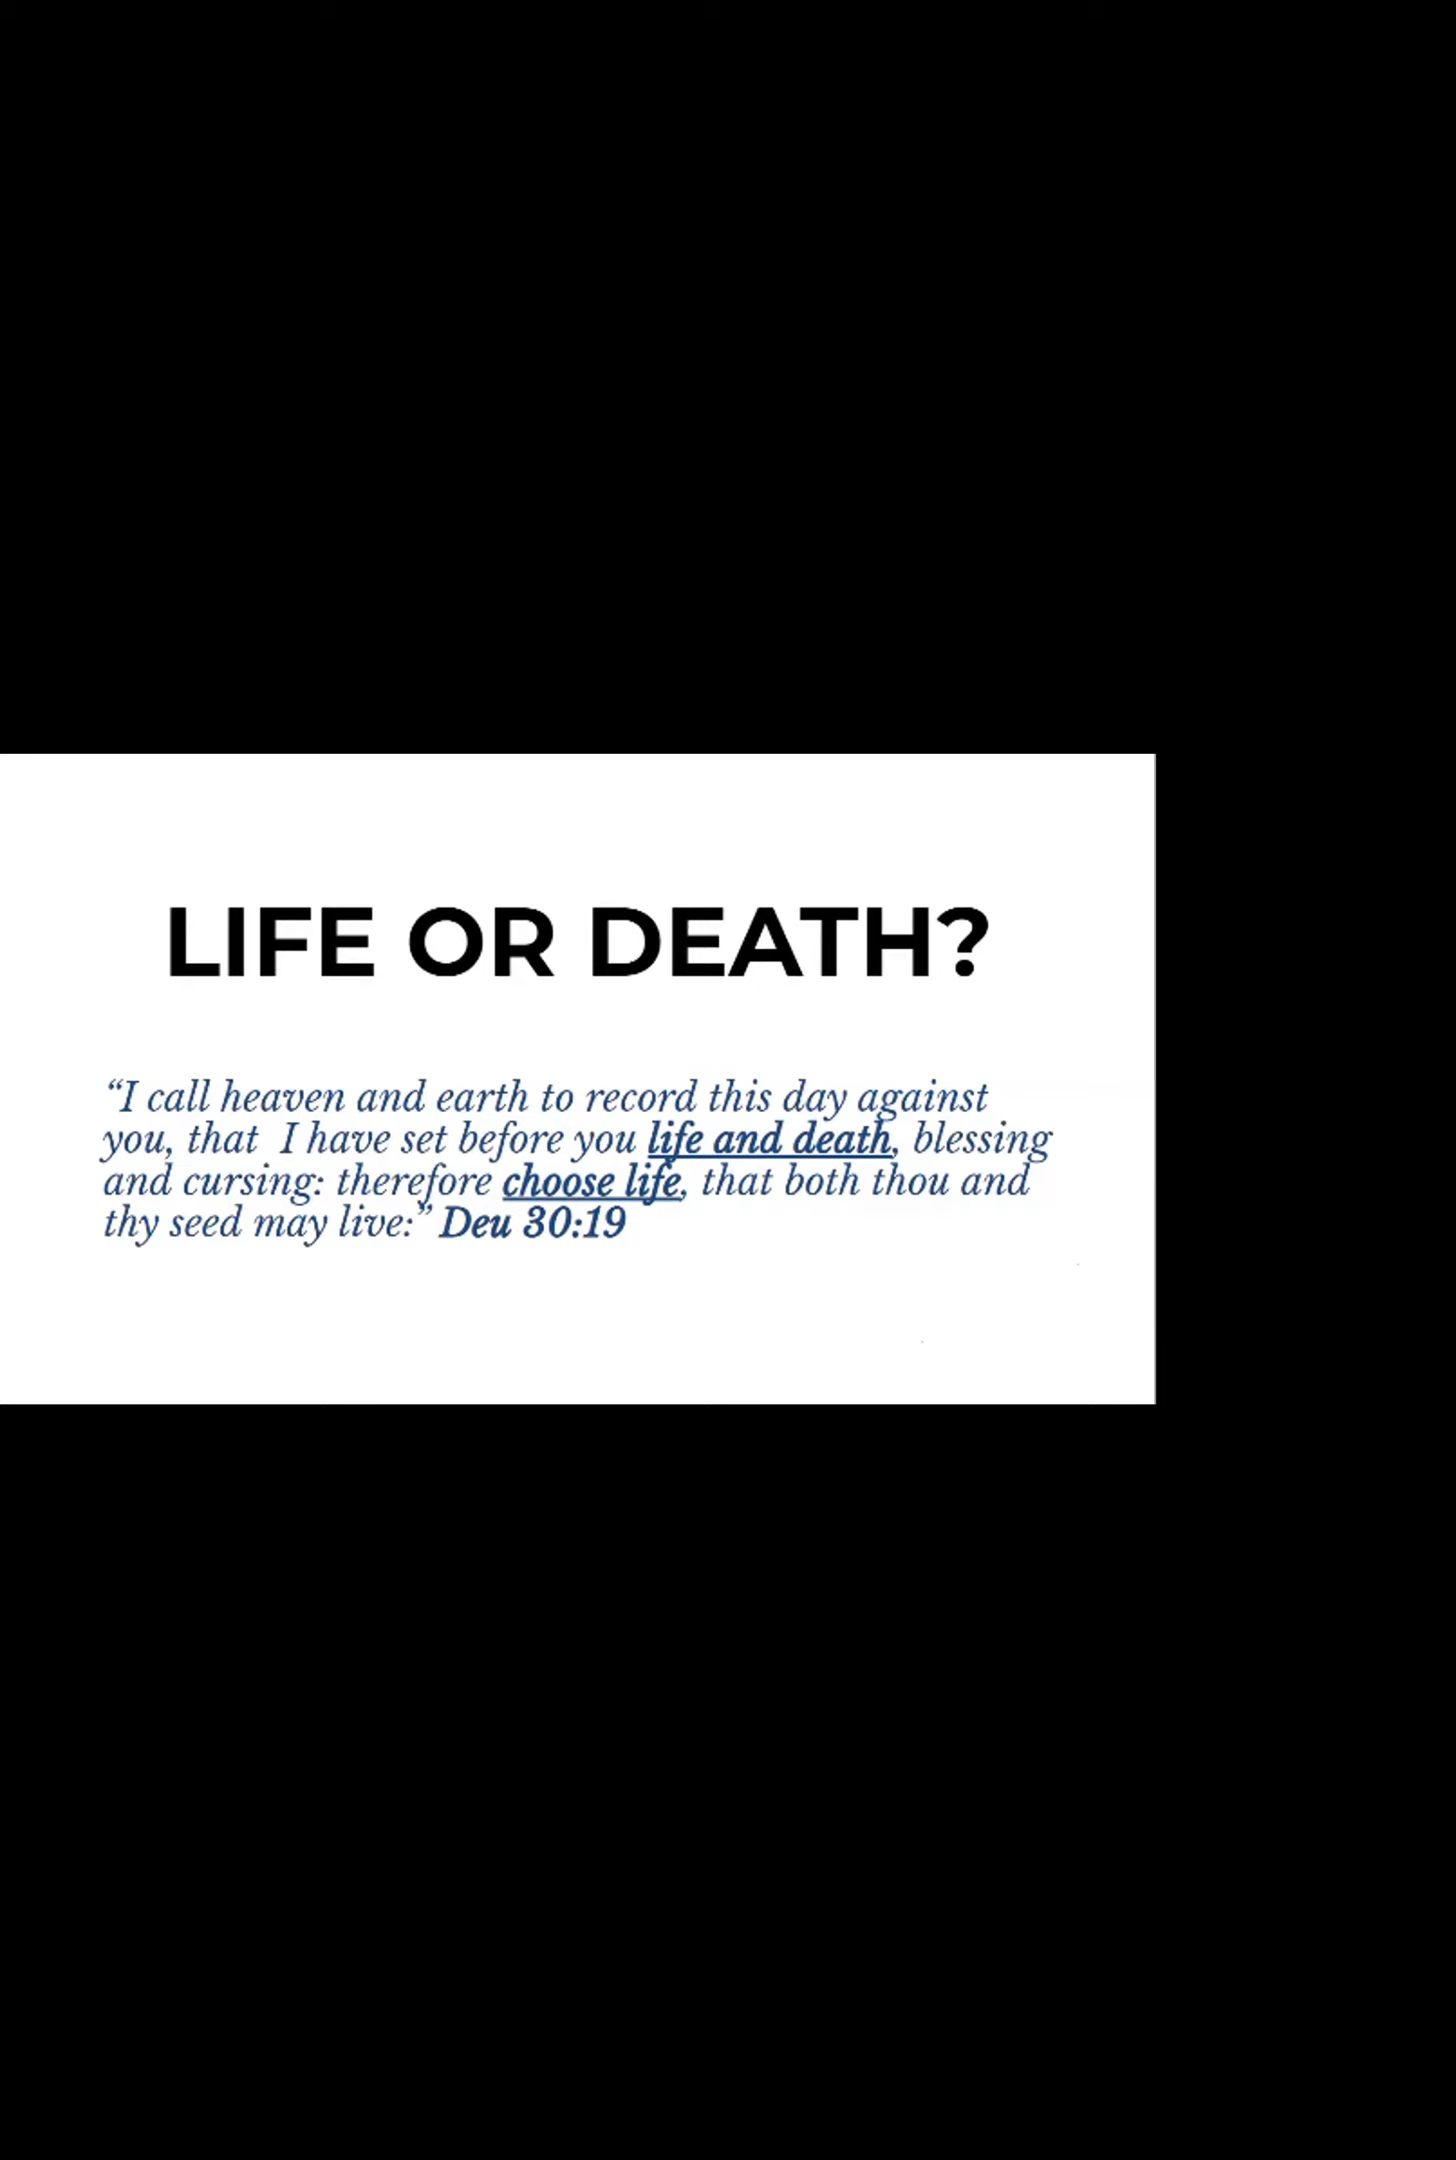 LIFE OR DEATH?
“I call heaven and earth to record this day against
you, that  I have set before you life and death, blessing
and cursing: therefore choose life, that both thou and
thy seed may live:” Deu 30:19